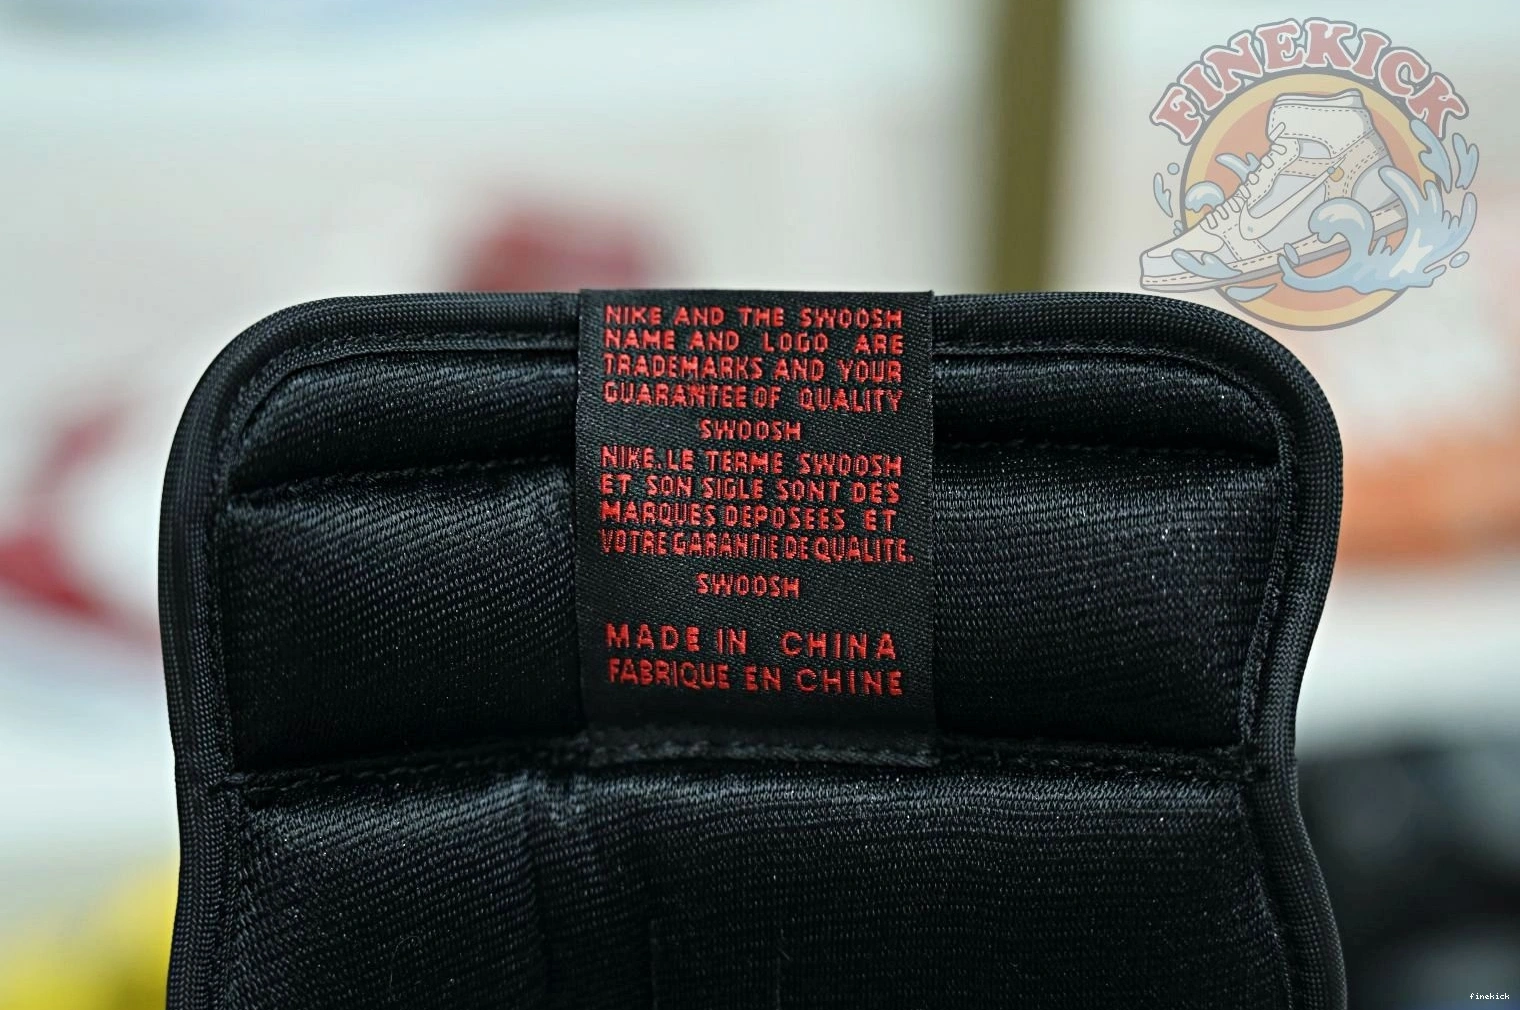 FINEKICK
NIKE AND THE SWOOSH
NAME AND LOGO ARE
TRADEMARKS AND YOUR
GUARANTEE OF QUALITY
SWOOSH
NIKE. LE TERME SWOOSH
ET SON SIGLE SONT DES
MARQUES DEPOSEES ET
VOTRE GARANTIE DE QUALITE.
SWOOSH
MADE IN CHINA
FABRIQUE EN CHINE
finekick